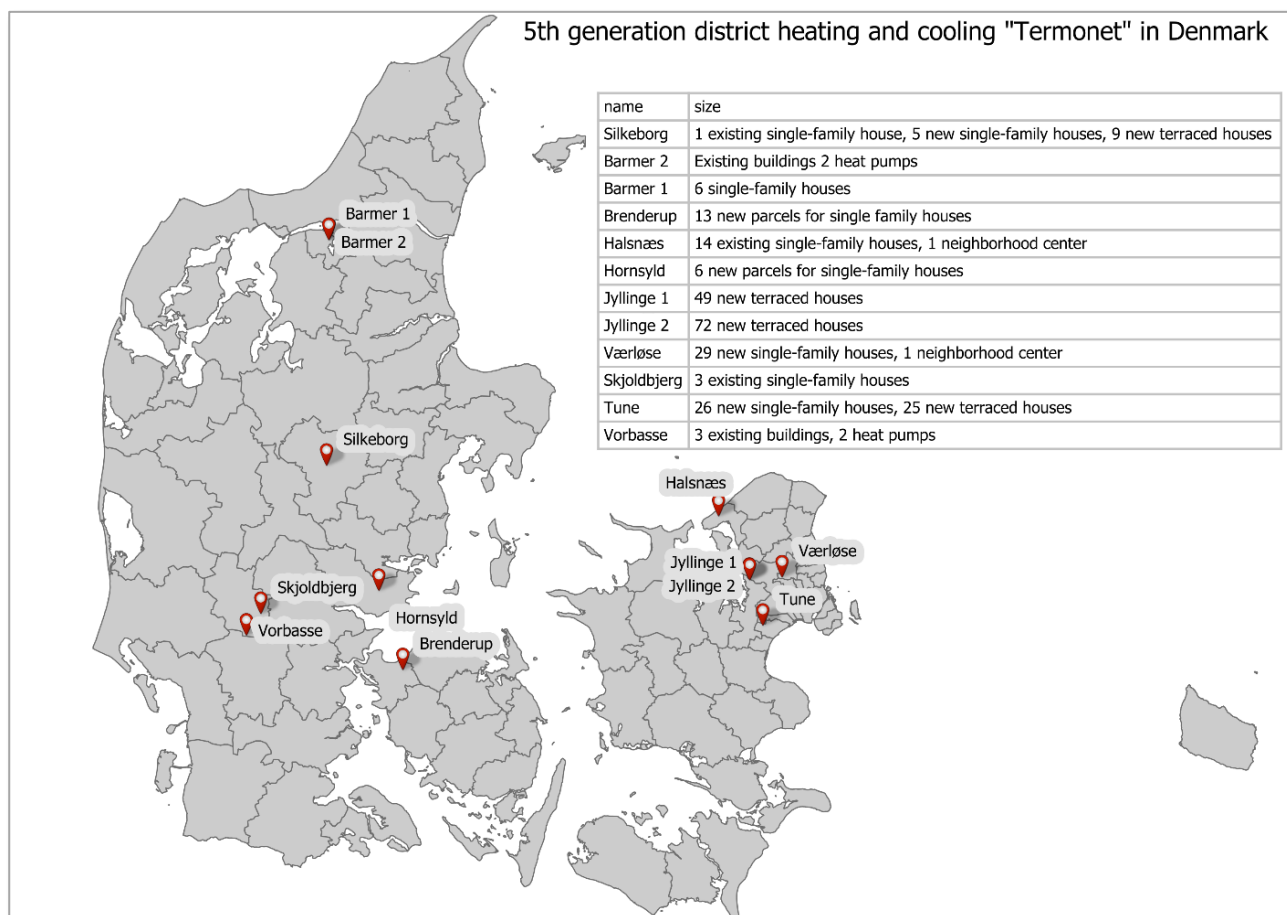 5th generation district heating and cooling "Termonet" in Denmark
name size
Silkeborg 1 existing single-family house, 5 new single-family houses, 9 new terraced houses
Barmer 2 Existing buildings 2 heat pumps
Barmer 1 6 single-family houses
Brenderup 13 new parcels for single family houses
Halsnæs 14 existing single-family houses, 1 neighborhood center
Hornsyld 6 new parcels for single-family houses
Jyllinge 1 49 new terraced houses
Jyllinge 2 72 new terraced houses
Værløse 29 new single-family houses, 1 neighborhood center
Skjoldbjerg 3 existing single-family houses
Tune 26 new single-family houses, 25 new terraced houses
Vorbasse 3 existing buildings, 2 heat pumps
Barmer 1
Barmer 2
Silkeborg
Halsnæs
Jyllinge 1
Jyllinge 2
Værløse
Tune
Skjoldbjerg
Vorbasse
Hornsyld
Brenderup